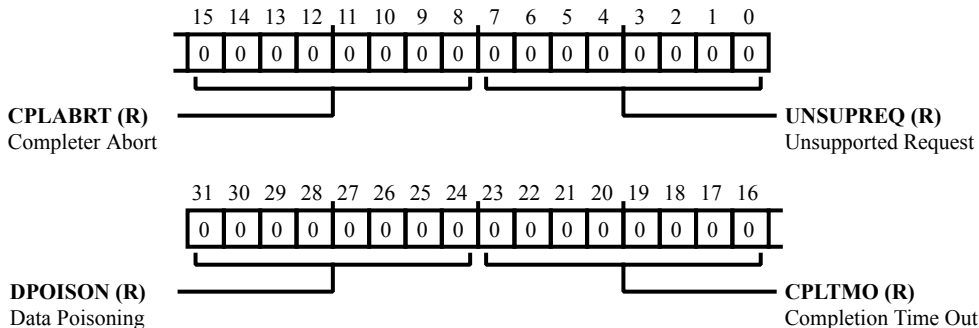 15 14 13 12 11 10 9 8 7 6 5 4 3 2 1 0
0 0 0 0 0 0 0 0 0 0 0 0 0 0 0 0
CPLABRT (R) UNSUPREQ (R)
Completer Abort Unsupported Request
31 30 29 28 27 26 25 24 23 22 21 20 19 18 17 16
0 0 0 0 0 0 0 0 0 0 0 0 0 0 0 0
DPOISON (R) CPLTMO (R)
Data Poisoning Completion Time Out